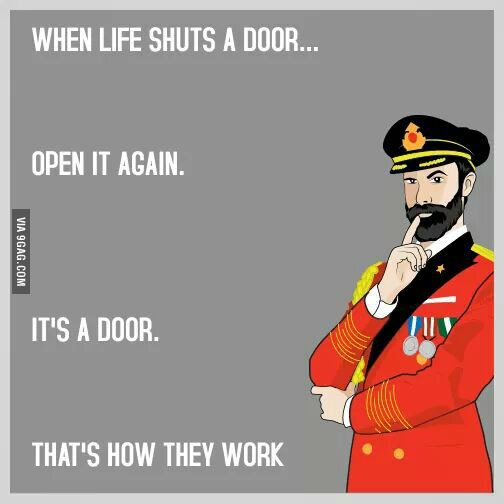 WHEN LIFE SHUTS A DOOR...
OPEN IT AGAIN.
VIA 9GAG.COM
IT'S A DOOR.
THAT'S HOW THEY WORK